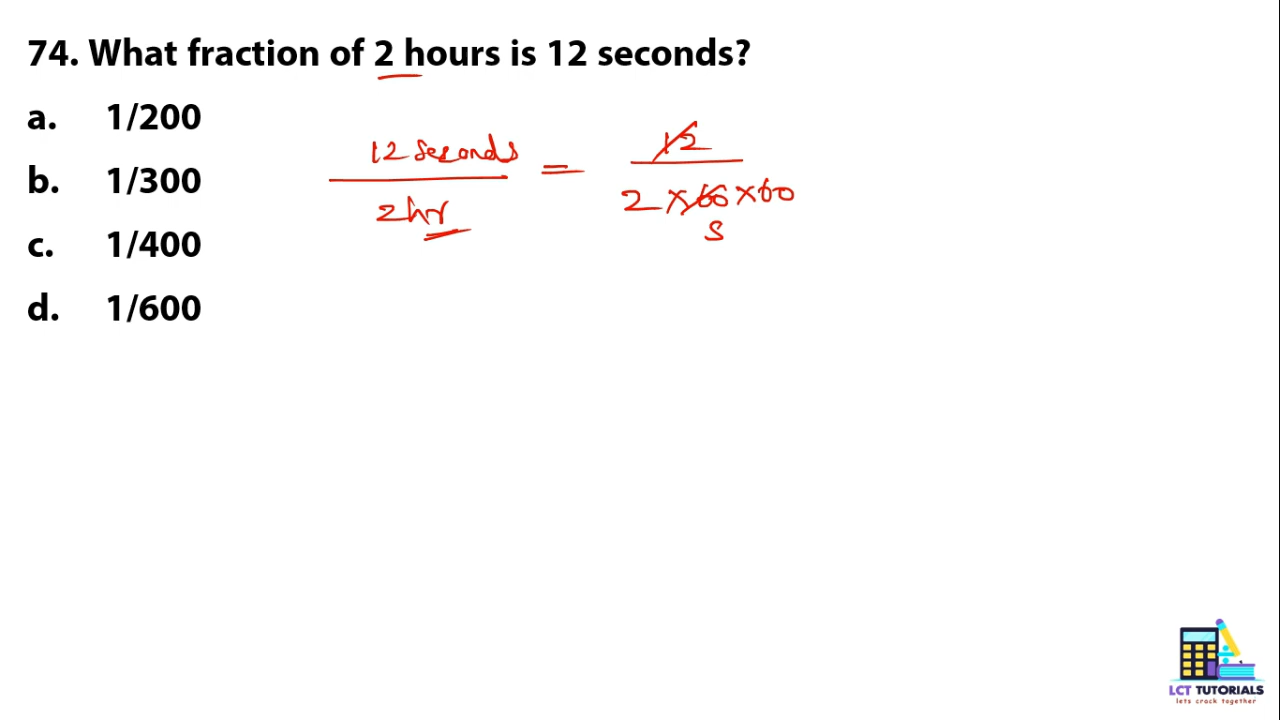 74. What fraction of 2 hours is 12 seconds?
a. 1/200
b. 1/300
c. 1/400
d. 1/600
12 seconds / 2hr = 12 / 2 x 60 x 60
5
LCT TUTORIALS
lets crack together